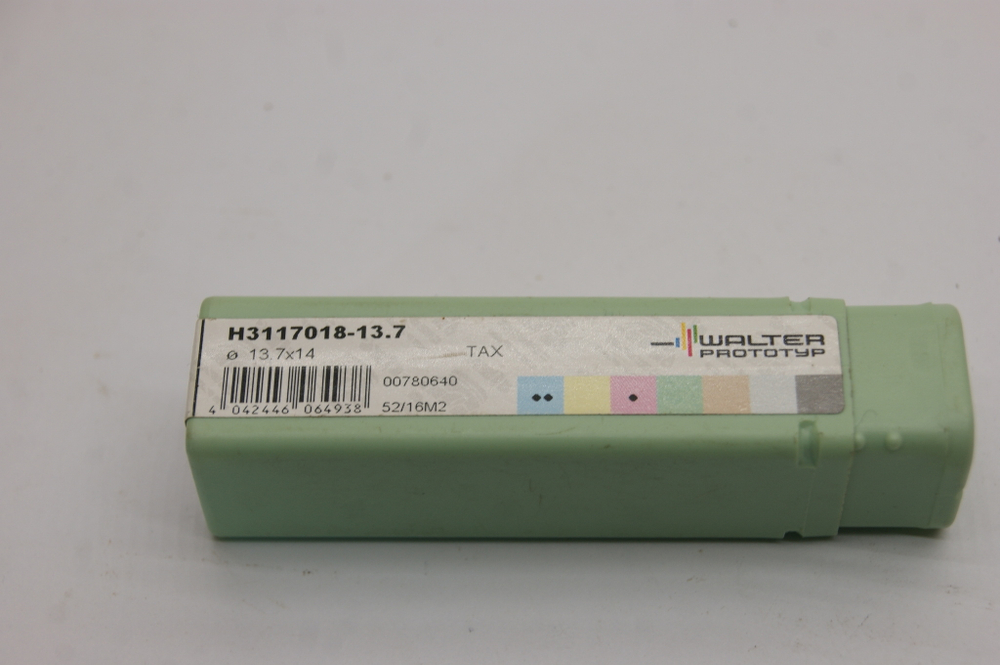 H3117018-13.7
ø 13.7x14
TAX
00780640
4 042446 064938
52/16M2
WALTER
PROTOTYP